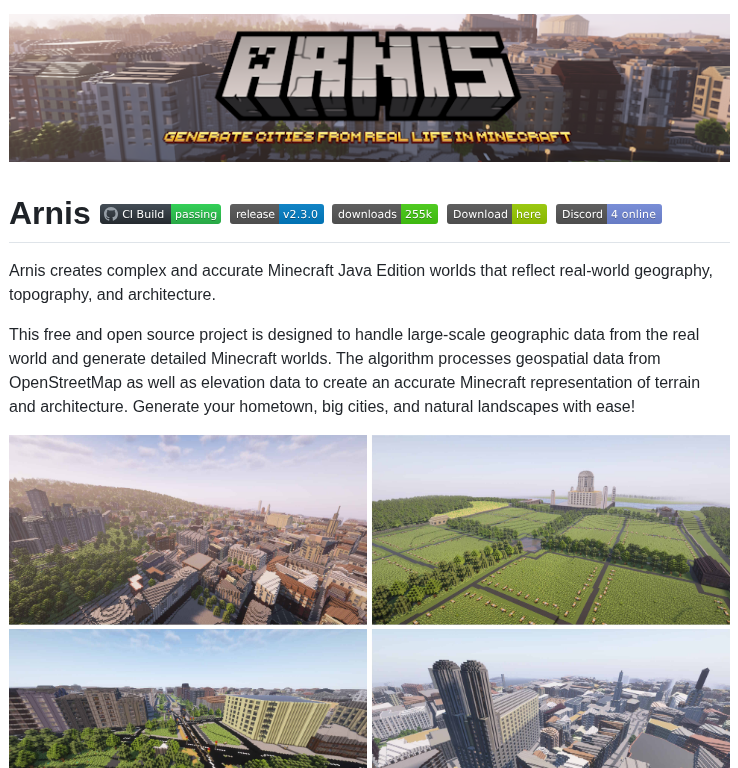 ARNIS
GENERATE CITIES FROM REAL LIFE IN MINECRAFT
Arnis CI Build passing release v2.3.0 downloads 255k Download here Discord 4 online
Arnis creates complex and accurate Minecraft Java Edition worlds that reflect real-world geography,
topography, and architecture.
This free and open source project is designed to handle large-scale geographic data from the real
world and generate detailed Minecraft worlds. The algorithm processes geospatial data from
OpenStreetMap as well as elevation data to create an accurate Minecraft representation of terrain
and architecture. Generate your hometown, big cities, and natural landscapes with ease!